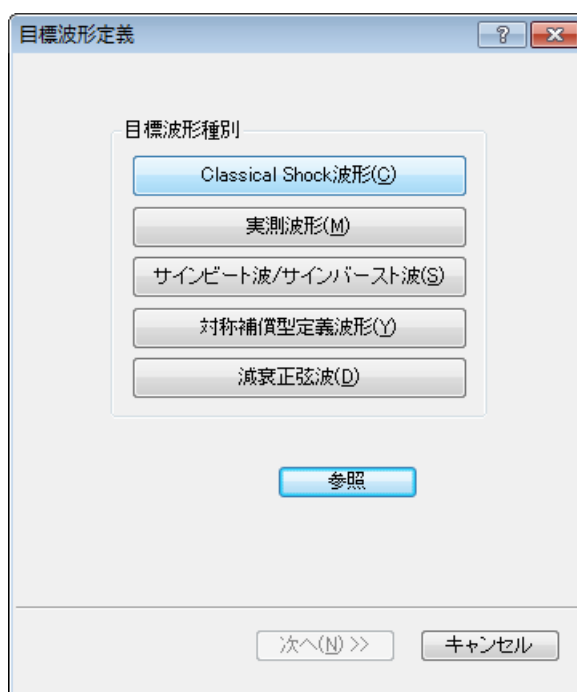 目標波形定義
目標波形種別
Classical Shock波形(C)
実測波形(M)
サインビート波/サインバースト波(S)
対称補償型定義波形(Y)
減衰正弦波(D)
参照
次へ(N) >>
キャンセル